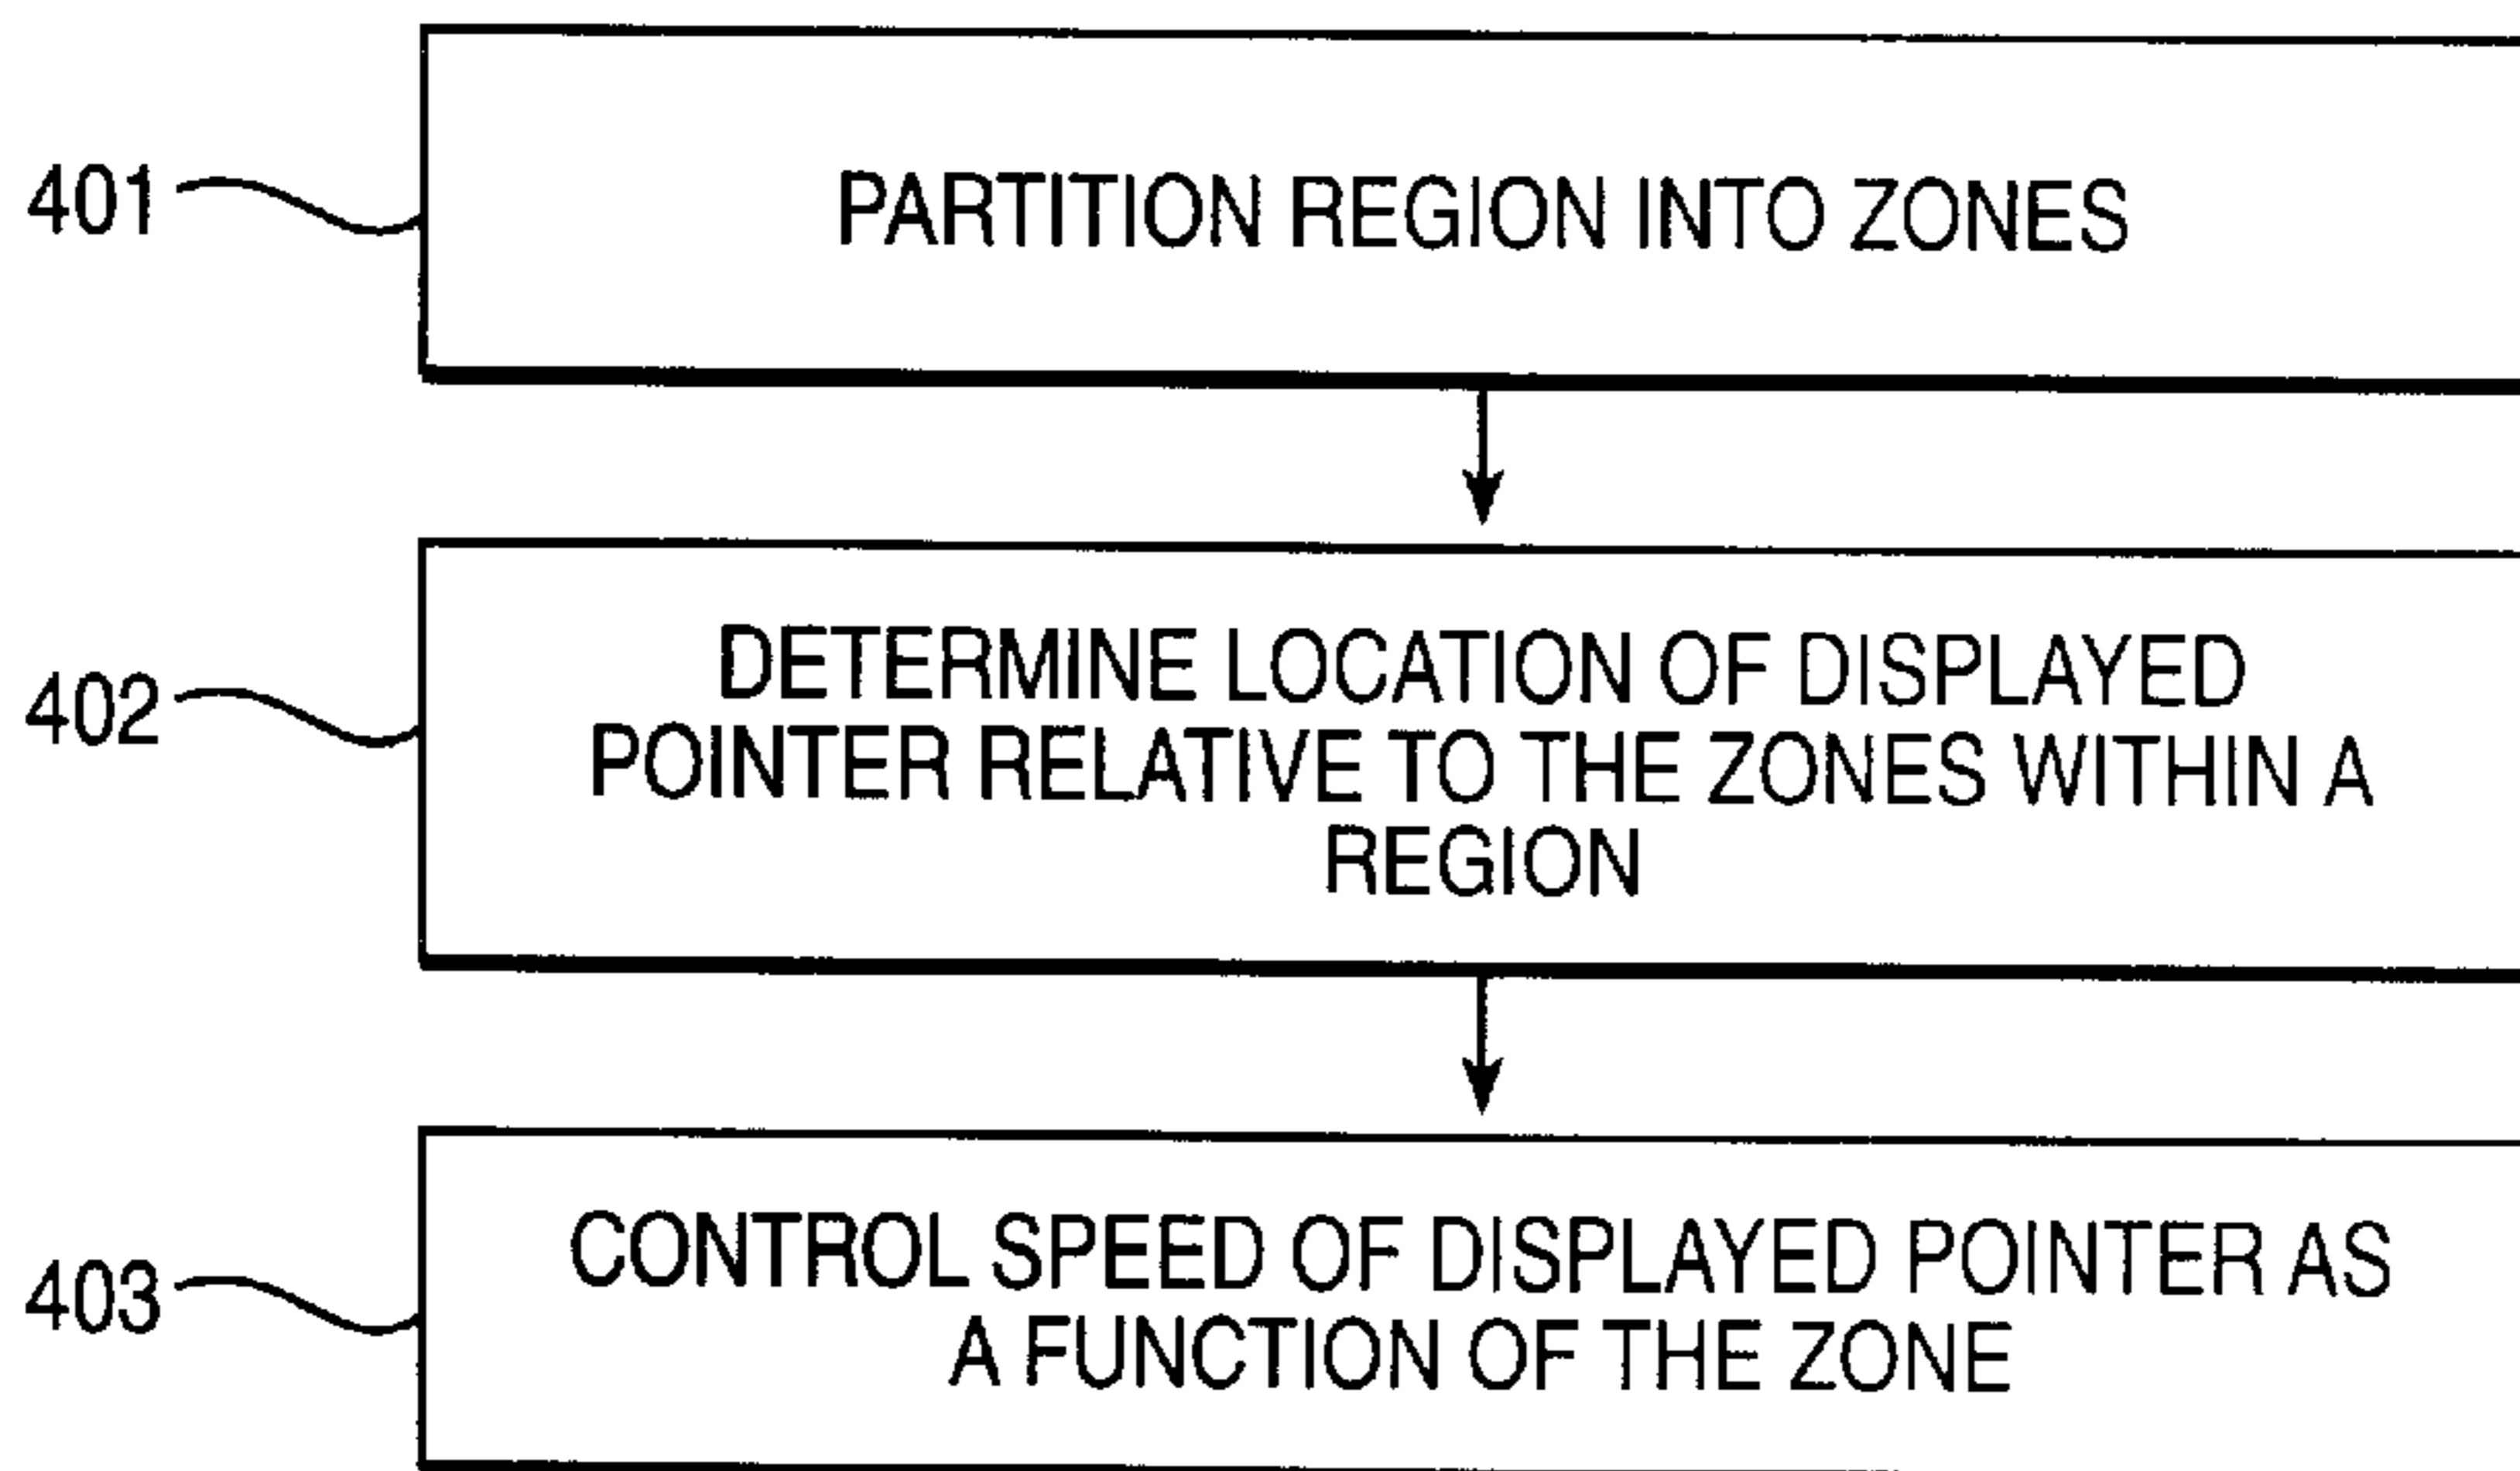 401
PARTITION REGION INTO ZONES
402
DETERMINE LOCATION OF DISPLAYED
POINTER RELATIVE TO THE ZONES WITHIN A
REGION
403
CONTROL SPEED OF DISPLAYED POINTER AS
A FUNCTION OF THE ZONE